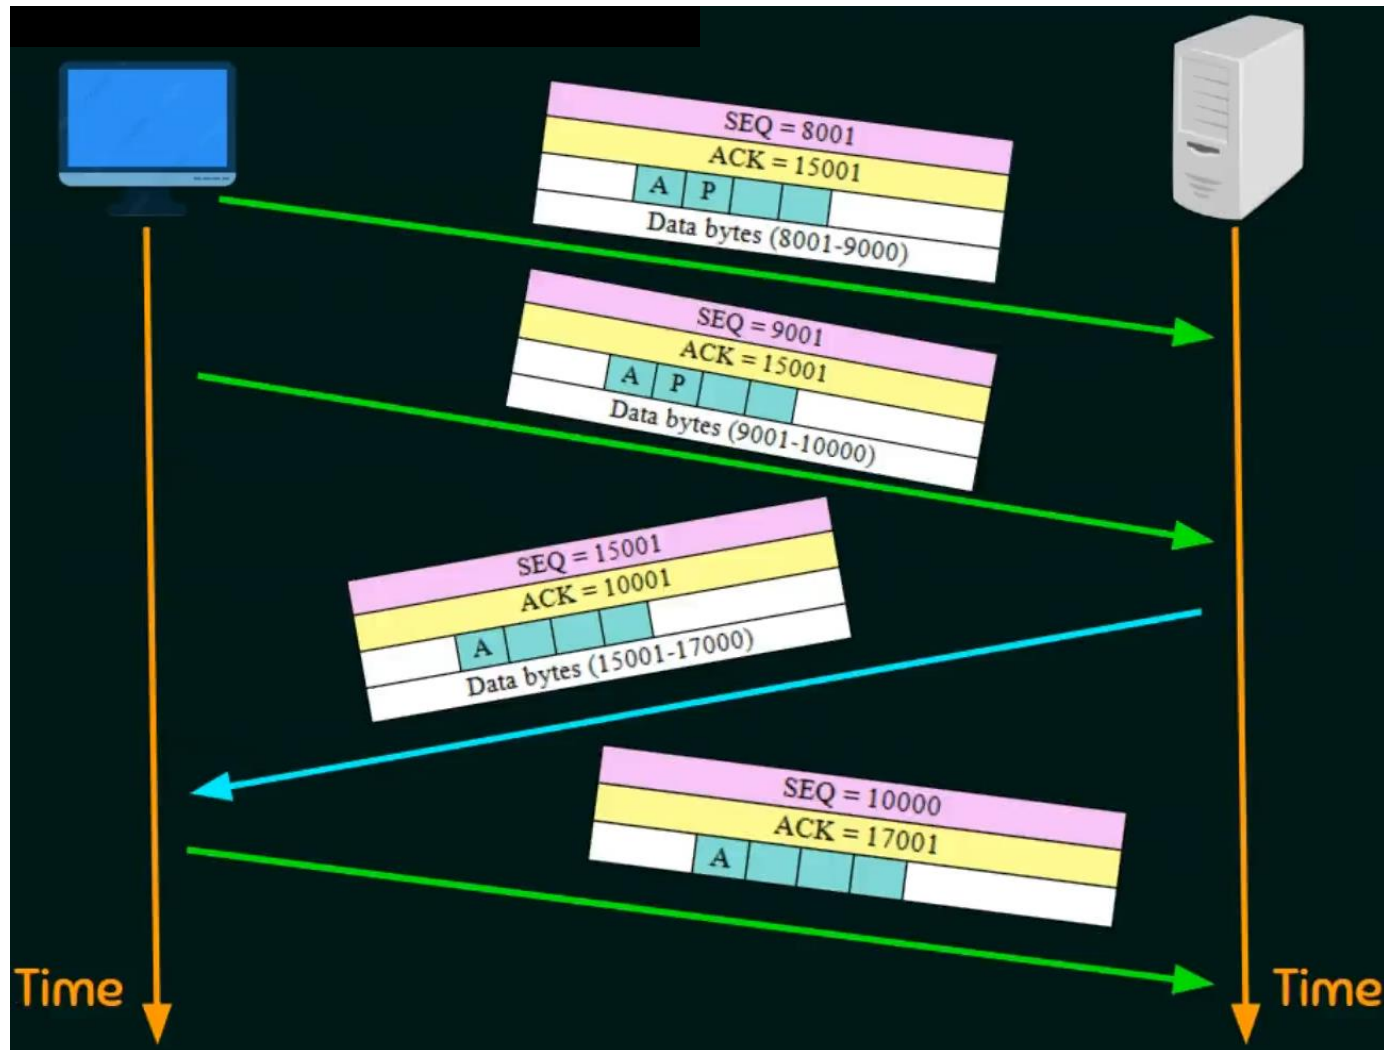 SEQ = 8001
ACK = 15001
A P
Data bytes (8001-9000)
SEQ = 9001
ACK = 15001
A P
Data bytes (9001-10000)
SEQ = 15001
ACK = 10001
A
Data bytes (15001-17000)
SEQ = 10000
ACK = 17001
A
Time
Time